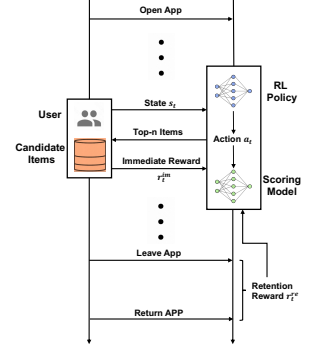 Open App
User
Candidate
Items
State s_t
Top-n Items
Immediate Reward
r_t^{im}
RL
Policy
Action a_t
Scoring
Model
Leave App
Retention
Reward r_t^{re}
Return APP